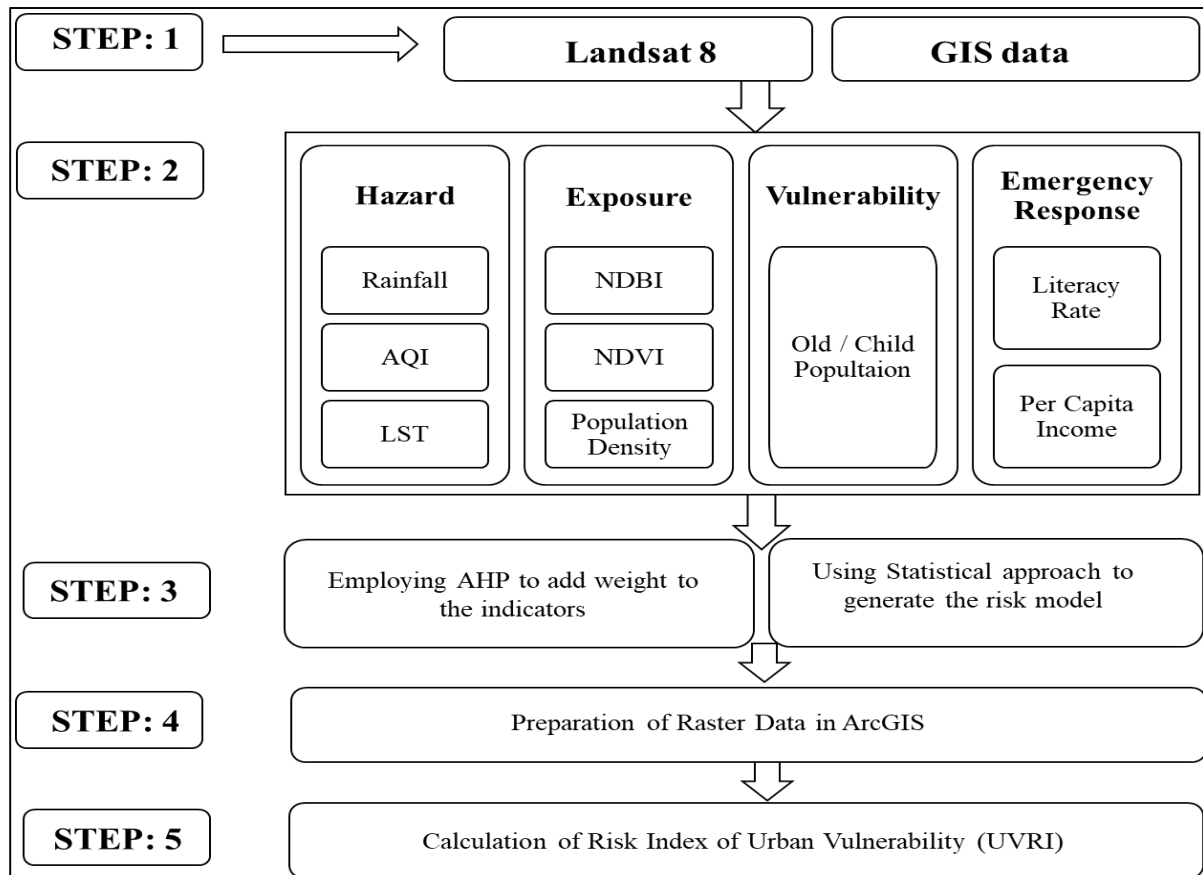 STEP: 1
Landsat 8
GIS data
STEP: 2
Hazard
Rainfall
AQI
LST
Exposure
NDBI
NDVI
Population
Density
Vulnerability
Old / Child
Popultaion
Emergency
Response
Literacy
Rate
Per Capita
Income
STEP: 3
Employing AHP to add weight to
the indicators
Using Statistical approach to
generate the risk model
STEP: 4
Preparation of Raster Data in ArcGIS
STEP: 5
Calculation of Risk Index of Urban Vulnerability (UVRI)